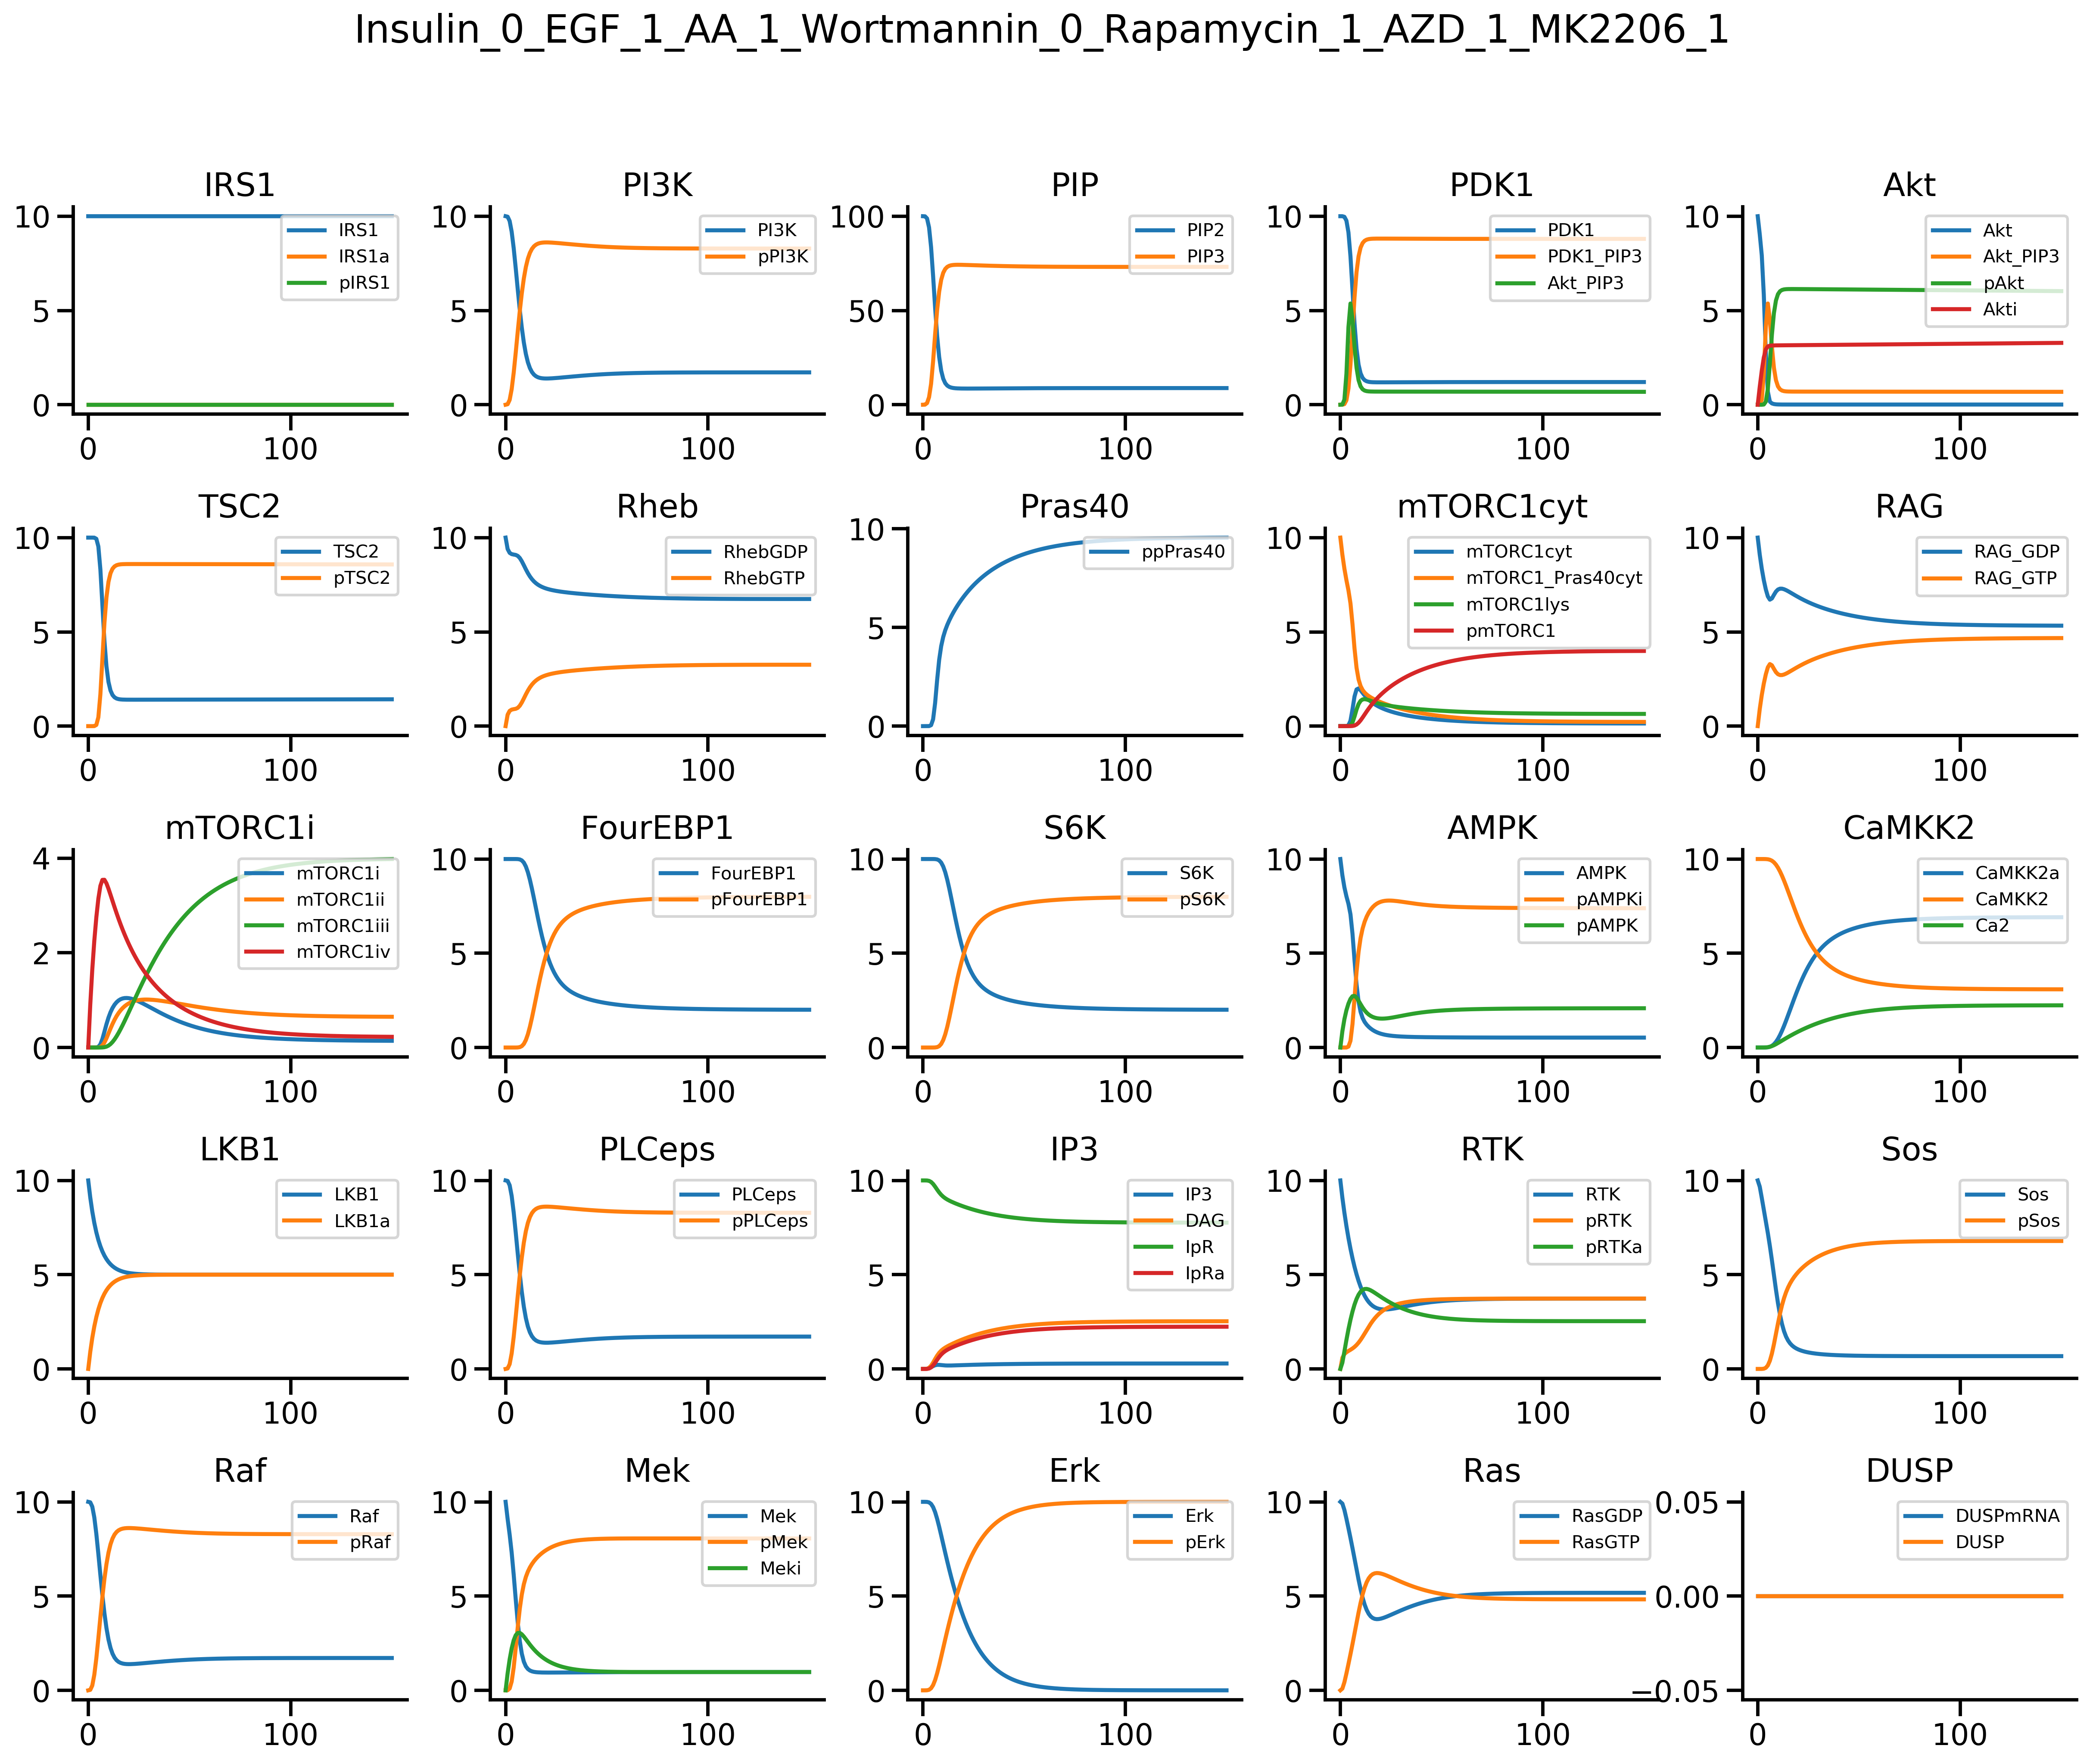 Insulin_0_EGF_1_AA_1_Wortmannin_0_Rapamycin_1_AZD_1_MK2206_1
IRS1
10
5
0
0
100
IRS1
IRS1a
pIRS1
PI3K
10
5
0
0
100
PI3K
pPI3K
PIP
100
50
0
0
100
PIP2
PIP3
PDK1
10
5
0
0
100
PDK1
PDK1_PIP3
Akt_PIP3
Akt
10
5
0
0
100
Akt
Akt_PIP3
pAkt
Akti
TSC2
10
5
0
0
100
TSC2
pTSC2
Rheb
10
5
0
0
100
RhebGDP
RhebGTP
Pras40
10
5
0
0
100
ppPras40
mTORC1cyt
10
5
0
0
100
mTORC1cyt
mTORC1_Pras40cyt
mTORC1lys
pmTORC1
RAG
10
5
0
0
100
RAG_GDP
RAG_GTP
mTORC1i
4
2
0
0
100
mTORC1i
mTORC1ii
mTORC1iii
mTORC1iv
FourEBP1
10
5
0
0
100
FourEBP1
pFourEBP1
S6K
10
5
0
0
100
S6K
pS6K
AMPK
10
5
0
0
100
AMPK
pAMPKi
pAMPK
CaMKK2
10
5
0
0
100
CaMKK2a
CaMKK2
Ca2
LKB1
10
5
0
0
100
LKB1
LKB1a
PLCeps
10
5
0
0
100
PLCeps
pPLCeps
IP3
10
5
0
0
100
IP3
DAG
IpR
IpRa
RTK
10
5
0
0
100
RTK
pRTK
pRTKa
Sos
10
5
0
0
100
Sos
pSos
Raf
10
5
0
0
100
Raf
pRaf
Mek
10
5
0
0
100
Mek
pMek
Meki
Erk
10
5
0
0
100
Erk
pErk
Ras
10
5
0
0
100
RasGDP
RasGTP
DUSP
0.05
0.00
−0.05
0
100
DUSPmRNA
DUSP